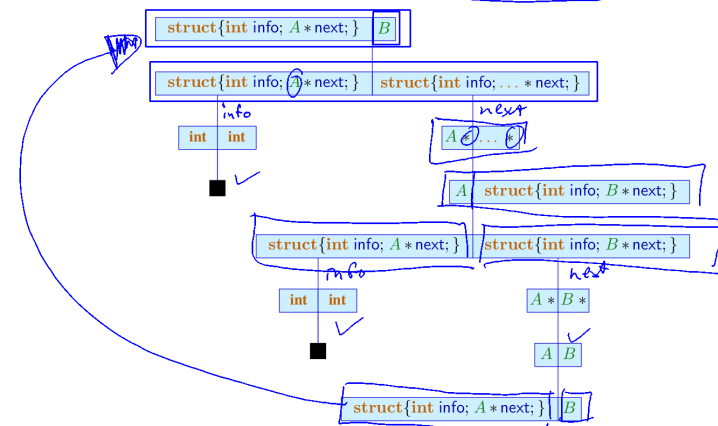 struct{int info; A * next; } B
struct{int info; A * next; } struct{int info; . . . * next; }
info next
int int A * . . . *
A struct{int info; B * next; }
struct{int info; A * next; } struct{int info; B * next; }
info next
int int A * B *
A B
struct{int info; A * next; } B